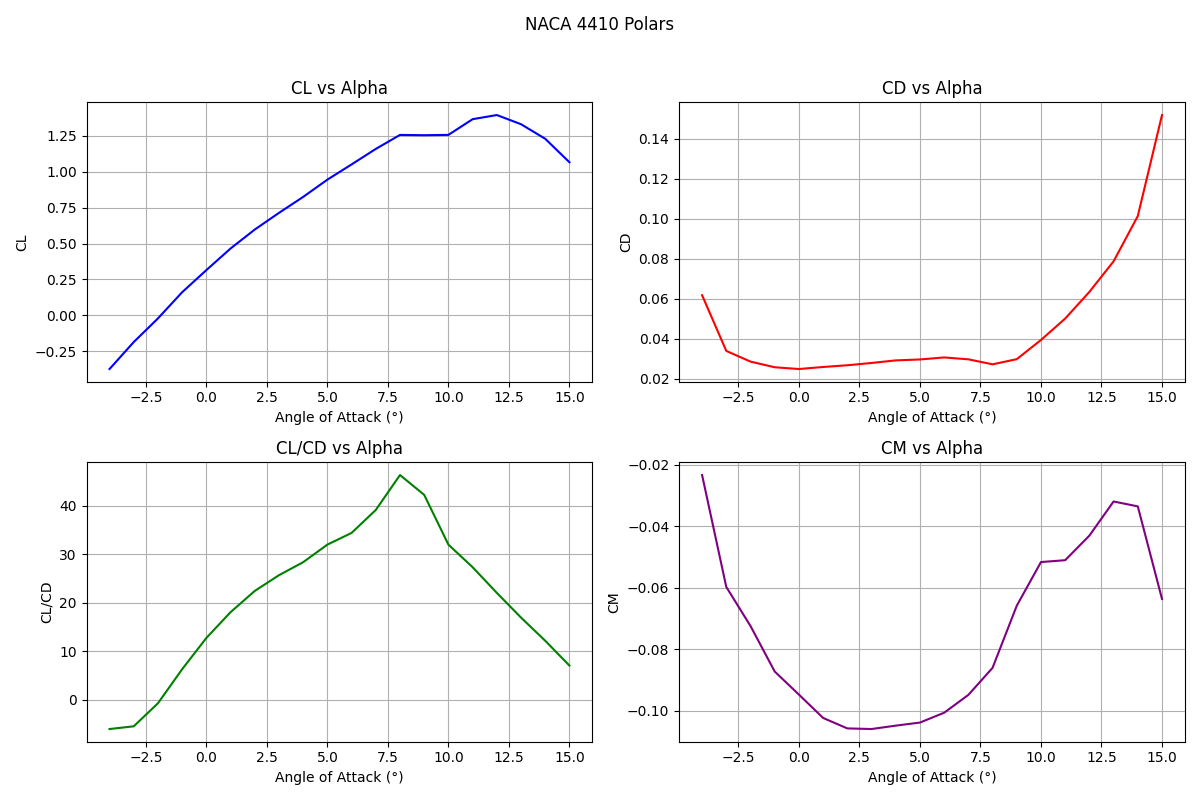 NACA 4410 Polars
CL vs Alpha
1.25
1.00
0.75
0.50
0.25
0.00
−0.25
CL
−2.5 0.0 2.5 5.0 7.5 10.0 12.5 15.0
Angle of Attack (°)
CD vs Alpha
0.14
0.12
0.10
0.08
0.06
0.04
0.02
CD
−2.5 0.0 2.5 5.0 7.5 10.0 12.5 15.0
Angle of Attack (°)
CL/CD vs Alpha
40
30
20
10
0
CL/CD
−2.5 0.0 2.5 5.0 7.5 10.0 12.5 15.0
Angle of Attack (°)
CM vs Alpha
−0.02
−0.04
−0.06
−0.08
−0.10
CM
−2.5 0.0 2.5 5.0 7.5 10.0 12.5 15.0
Angle of Attack (°)